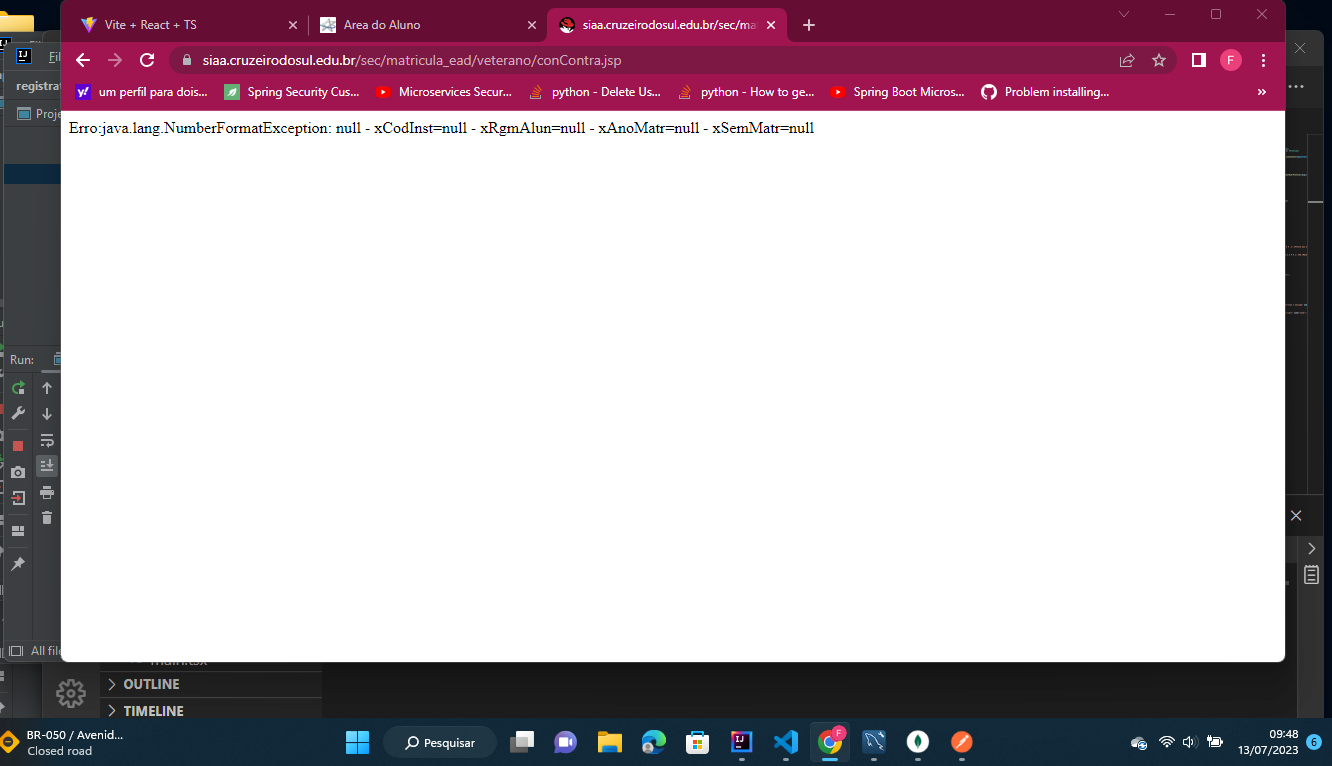 Vite + React + TS
Area do Aluno
siaa.cruzeirodosul.edu.br/sec/ma
siaa.cruzeirodosul.edu.br/sec/matricula_ead/veterano/conContra.jsp
F
um perfil para dois...
Spring Security Cus...
Microservices Secur...
python - Delete Us...
python - How to ge...
Spring Boot Micros...
Problem installing...
»
Erro:java.lang.NumberFormatException: null - xCodInst=null - xRgmAlun=null - xAnoMatr=null - xSemMatr=null
registrat
Proje
Run:
All file
OUTLINE
TIMELINE
BR-050 / Avenid...
Closed road
Pesquisar
F
09:48
13/07/2023
6